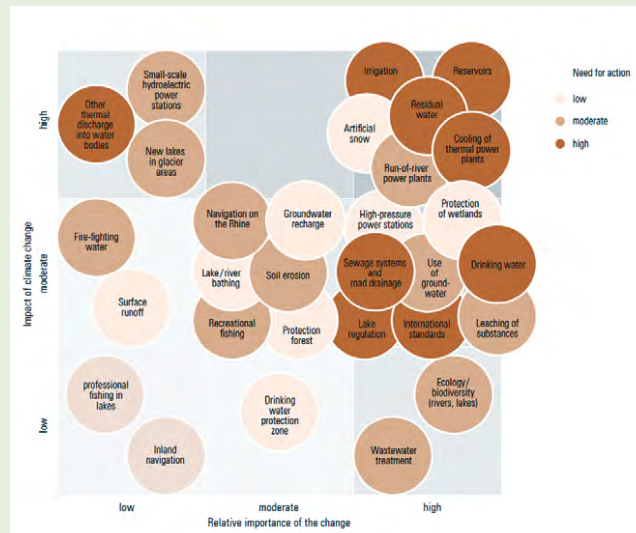 Need for action
low
moderate
high
Impact of climate change
high
moderate
low
Small-scale
hydroelectric
power
stations
Other
thermal
discharge
into water
bodies
New lakes
in glacier
areas
Irrigation
Reservoirs
Residual
water
Artificial
snow
Cooling of
thermal power
plants
Run-of-river
power plants
Fire-fighting
water
Surface
runoff
Navigation on
the Rhine
Groundwater
recharge
Lake/river
bathing
Soil erosion
Recreational
fishing
Protection
forest
High-pressure
power stations
Protection
of wetlands
Sewage systems
and
road drainage
Use
of
ground-
water
Drinking water
Lake
regulation
International
standards
Leaching of
substances
professional
fishing in
lakes
Inland
navigation
Drinking
water
protection
zone
Ecology/
biodiversity
(rivers, lakes)
Wastewater
treatment
low
moderate
high
Relative importance of the change